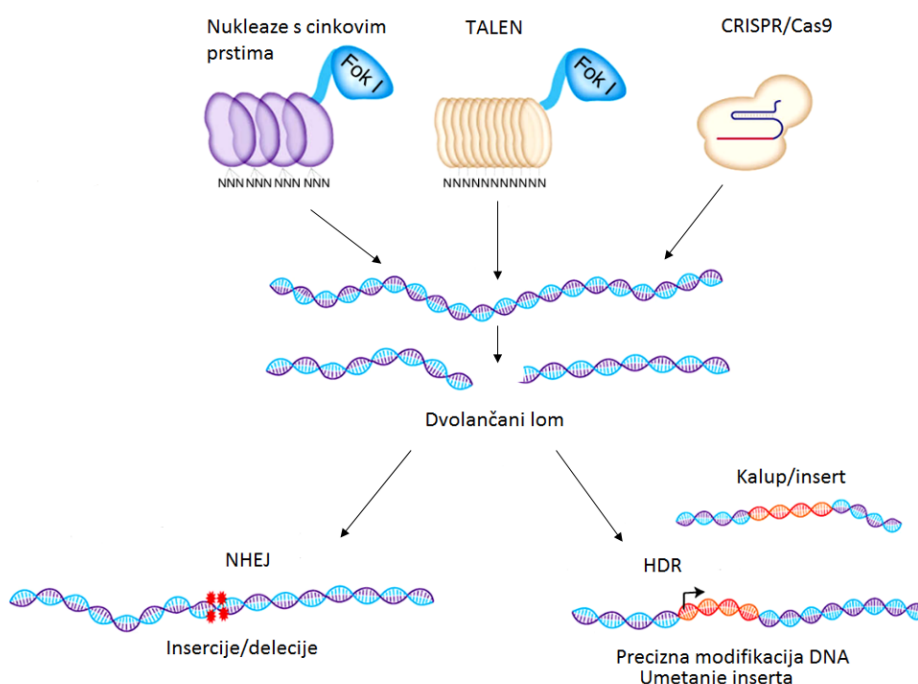 Nukleaze s cinkovim
prstima
TALEN
CRISPR/Cas9
Fok I
Fok I
NNN NNN NNN NNN
NNNNNNNNNNN
Dvolančani lom
Kalup/insert
NHEJ
HDR
Insercije/delecije
Precizna modifikacija DNA
Umetanje inserta